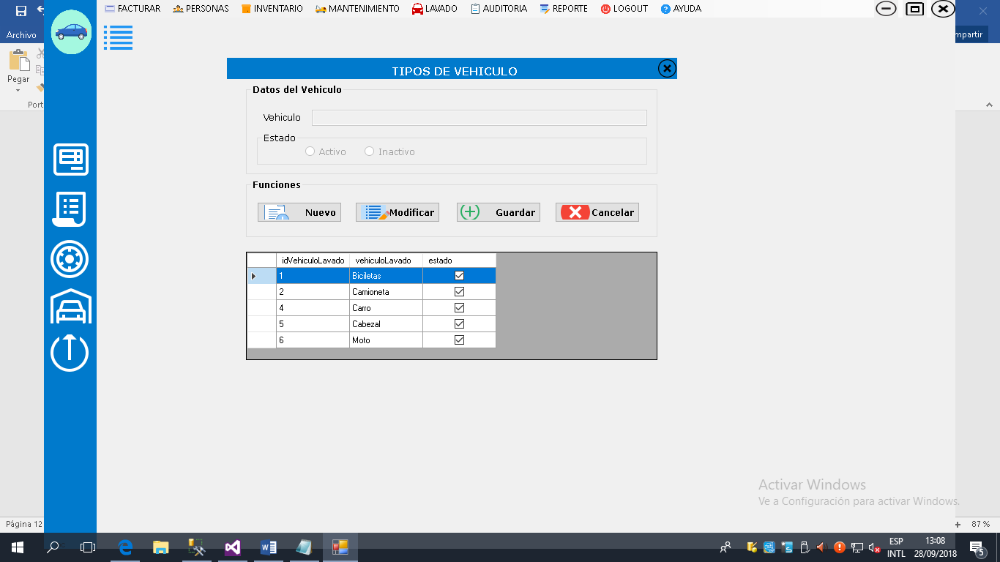 FACTURAR PERSONAS INVENTARIO MANTENIMIENTO LAVADO AUDITORIA REPORTE LOGOUT AYUDA
Archivo
mpartir
Pegar
Port
TIPOS DE VEHICULO
Datos del Vehiculo
Vehiculo
Estado
Activo Inactivo
Funciones
Nuevo Modificar Guardar Cancelar
idVehiculoLavado vehiculoLavado estado
1 Biciletas
2 Camioneta
4 Carro
5 Cabezal
6 Moto
Activar Windows
Ve a Configuración para activar Windows.
Página 12
87 %
ESP 13:08
INTL 28/09/2018
5